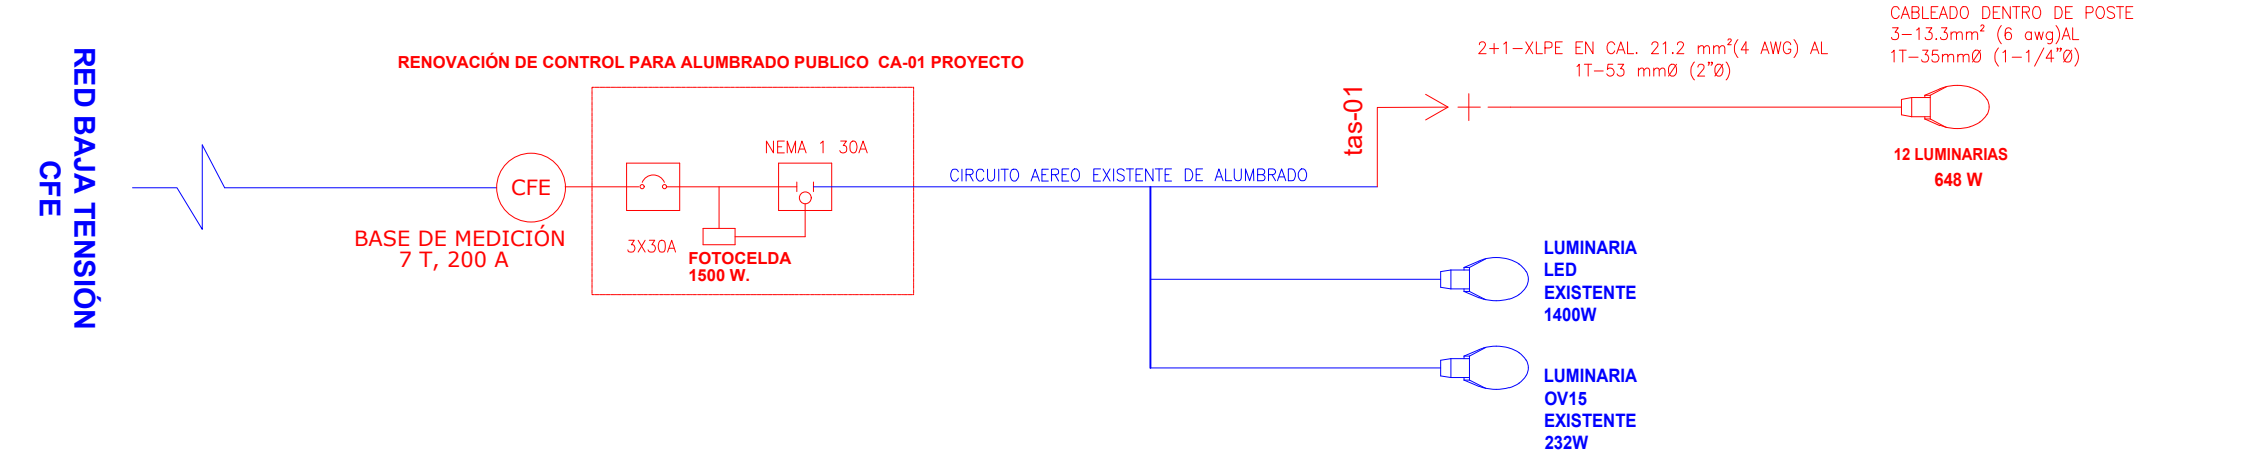 RED BAJA TENSIÓN
CFE
RENOVACIÓN DE CONTROL PARA ALUMBRADO PUBLICO  CA-01 PROYECTO
CFE
BASE DE MEDICIÓN
7 T, 200 A
3X30A
FOTOCELDA
1500 W.
NEMA 1 30A
CIRCUITO AEREO EXISTENTE DE ALUMBRADO
tas-01
2+1-XLPE EN CAL. 21.2 mm²(4 AWG) AL
1T-53 mmØ (2"Ø)
CABLEADO DENTRO DE POSTE
3-13.3mm² (6 awg)AL
1T-35mmØ (1-1/4"Ø)
12 LUMINARIAS
648 W
LUMINARIA
LED
EXISTENTE
1400W
LUMINARIA
OV15
EXISTENTE
232W